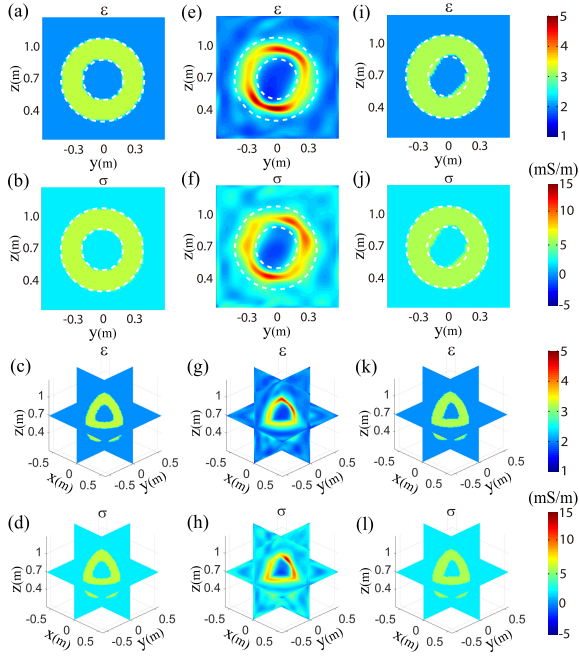 (a) ε (e) ε (i) ε
z(m) 1.0 0.7 0.4 1.0 0.7 0.4 1.0 0.7 0.4 5 4 3 2 1
-0.3 0 0.3 -0.3 0 0.3 -0.3 0 0.3
y(m) y(m) y(m)
(b) σ (f) σ (j) σ (mS/m)
z(m) 1.0 0.7 0.4 z(m) 1.0 0.7 0.4 z(m) 1.0 0.7 0.4 15 10 5 0 -5
-0.3 0 0.3 -0.3 0 0.3 -0.3 0 0.3
y(m) y(m) y(m)
(c) ε (g) ε (k) ε
z(m) 1 0.7 0.4 z(m) 1 0.7 0.4 z(m) 1 0.7 0.4 5 4 3 2 1
-0.5 0 0.5 -0.5 0 0.5 -0.5 0 0.5 -0.5 0 0.5 -0.5 0 0.5 -0.5 0 0.5
x(m) y(m) x(m) y(m) x(m) y(m)
(d) σ (h) σ (l) σ (mS/m)
z(m) 1 0.7 0.4 z(m) 1 0.7 0.4 z(m) 1 0.7 0.4 15 10 5 0 -5
-0.5 0 0.5 -0.5 0 0.5 -0.5 0 0.5 -0.5 0 0.5 -0.5 0 0.5 -0.5 0 0.5
x(m) y(m) x(m) y(m) x(m) y(m)